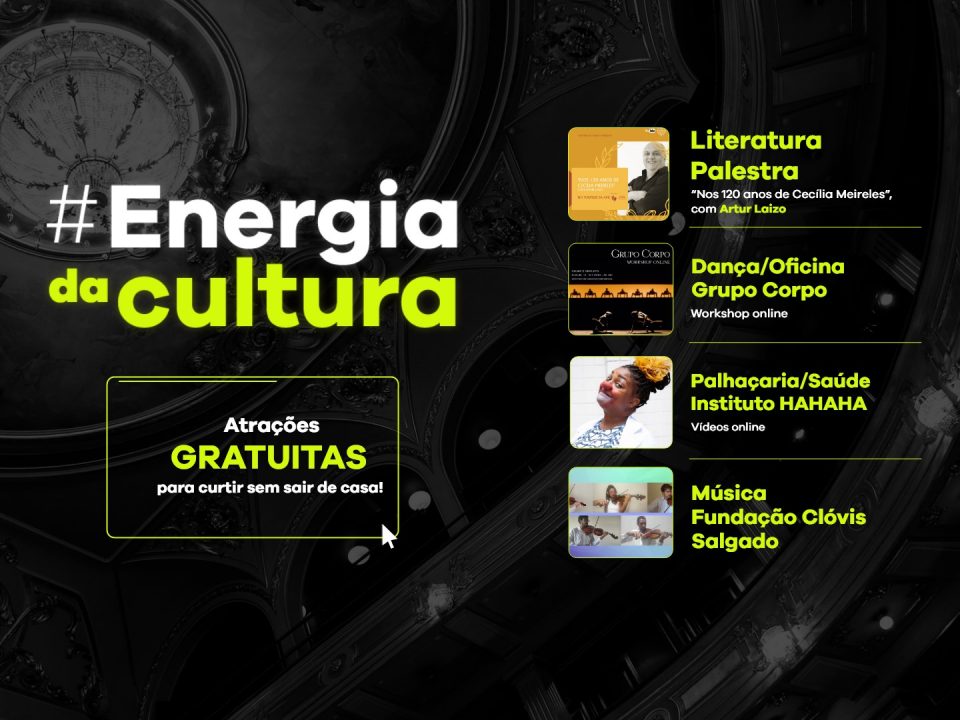 #Energia
da cultura
Atrações
GRATUITAS
para curtir sem sair de casa!
Literatura
Palestra
“Nos 120 anos de Cecília Meireles”,
com Artur Laizo
GRUPO CORPO
WORKSHOP ONLINE
Dança/Oficina
Grupo Corpo
Workshop online
Palhaçaria/Saúde
Instituto HAHAHA
Vídeos online
Música
Fundação Clóvis
Salgado